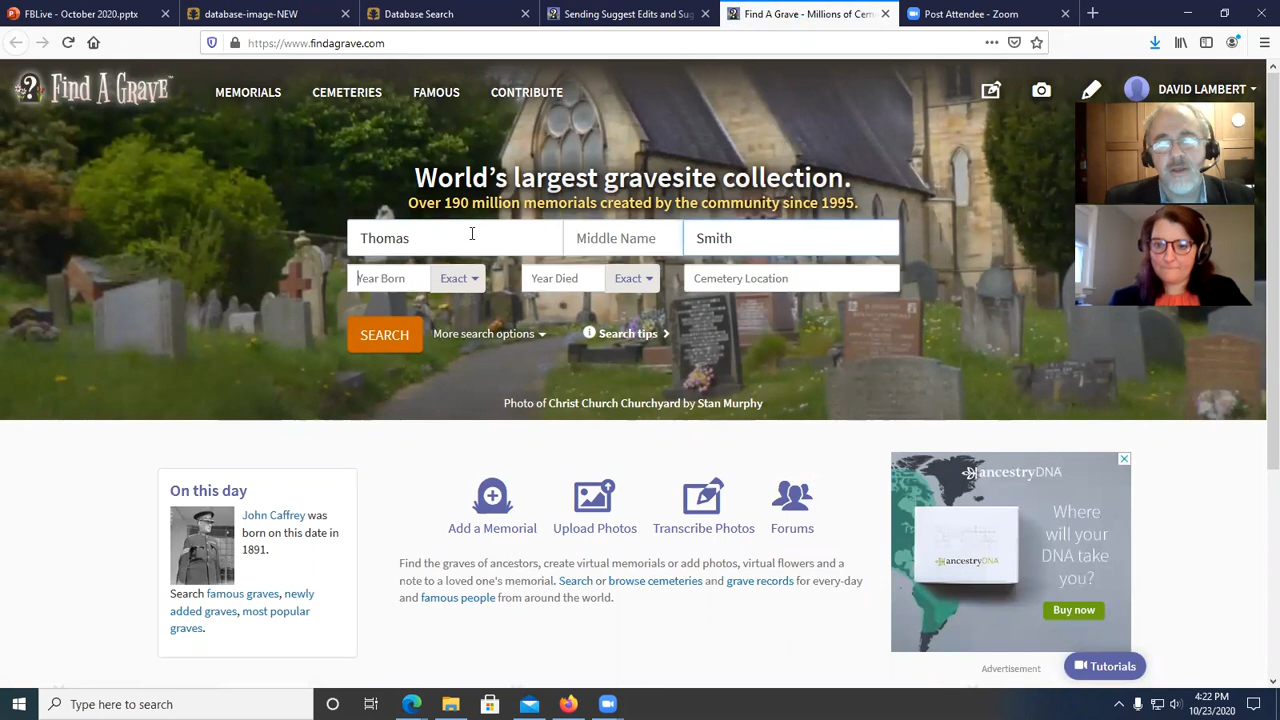 FBLive - October 2020.pptx
database-image-NEW
Database Search
Sending Suggest Edits and Sug
Find A Grave - Millions of Cem
Post Attendee - Zoom
https://www.findagrave.com
Find A Grave
MEMORIALS
CEMETERIES
FAMOUS
CONTRIBUTE
DAVID LAMBERT
World's largest gravesite collection.
Over 190 million memorials created by the community since 1995.
Thomas
Middle Name
Smith
Year Born
Exact
Year Died
Exact
Cemetery Location
SEARCH
More search options
Search tips
Photo of Christ Church Churchyard by Stan Murphy
On this day
John Caffrey was
born on this date in
1891.
Search famous graves, newly
added graves, most popular
graves.
Add a Memorial
Upload Photos
Transcribe Photos
Forums
Find the graves of ancestors, create virtual memorials or add photos, virtual flowers and a
note to a loved one's memorial. Search or browse cemeteries and grave records for every-day
and famous people from around the world.
ancestryDNA
Where
will your
DNA take
you?
ancestryDNA
Buy now
Advertisement
Tutorials
Type here to search
4:22 PM
10/23/2020